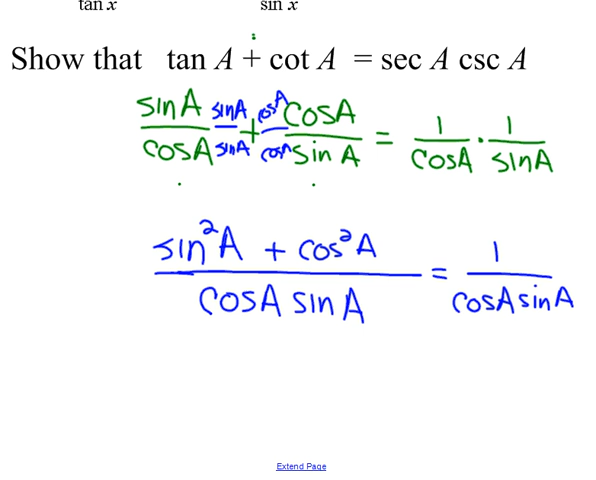 tan x sin x
Show that tan A + cot A = sec A csc A
sin A/cos A sin A/sin A + cos A/cos A cos A/sin A = 1/cos A · 1/sin A
sin²A + cos²A/cos A sin A = 1/cos A sin A
Extend Page